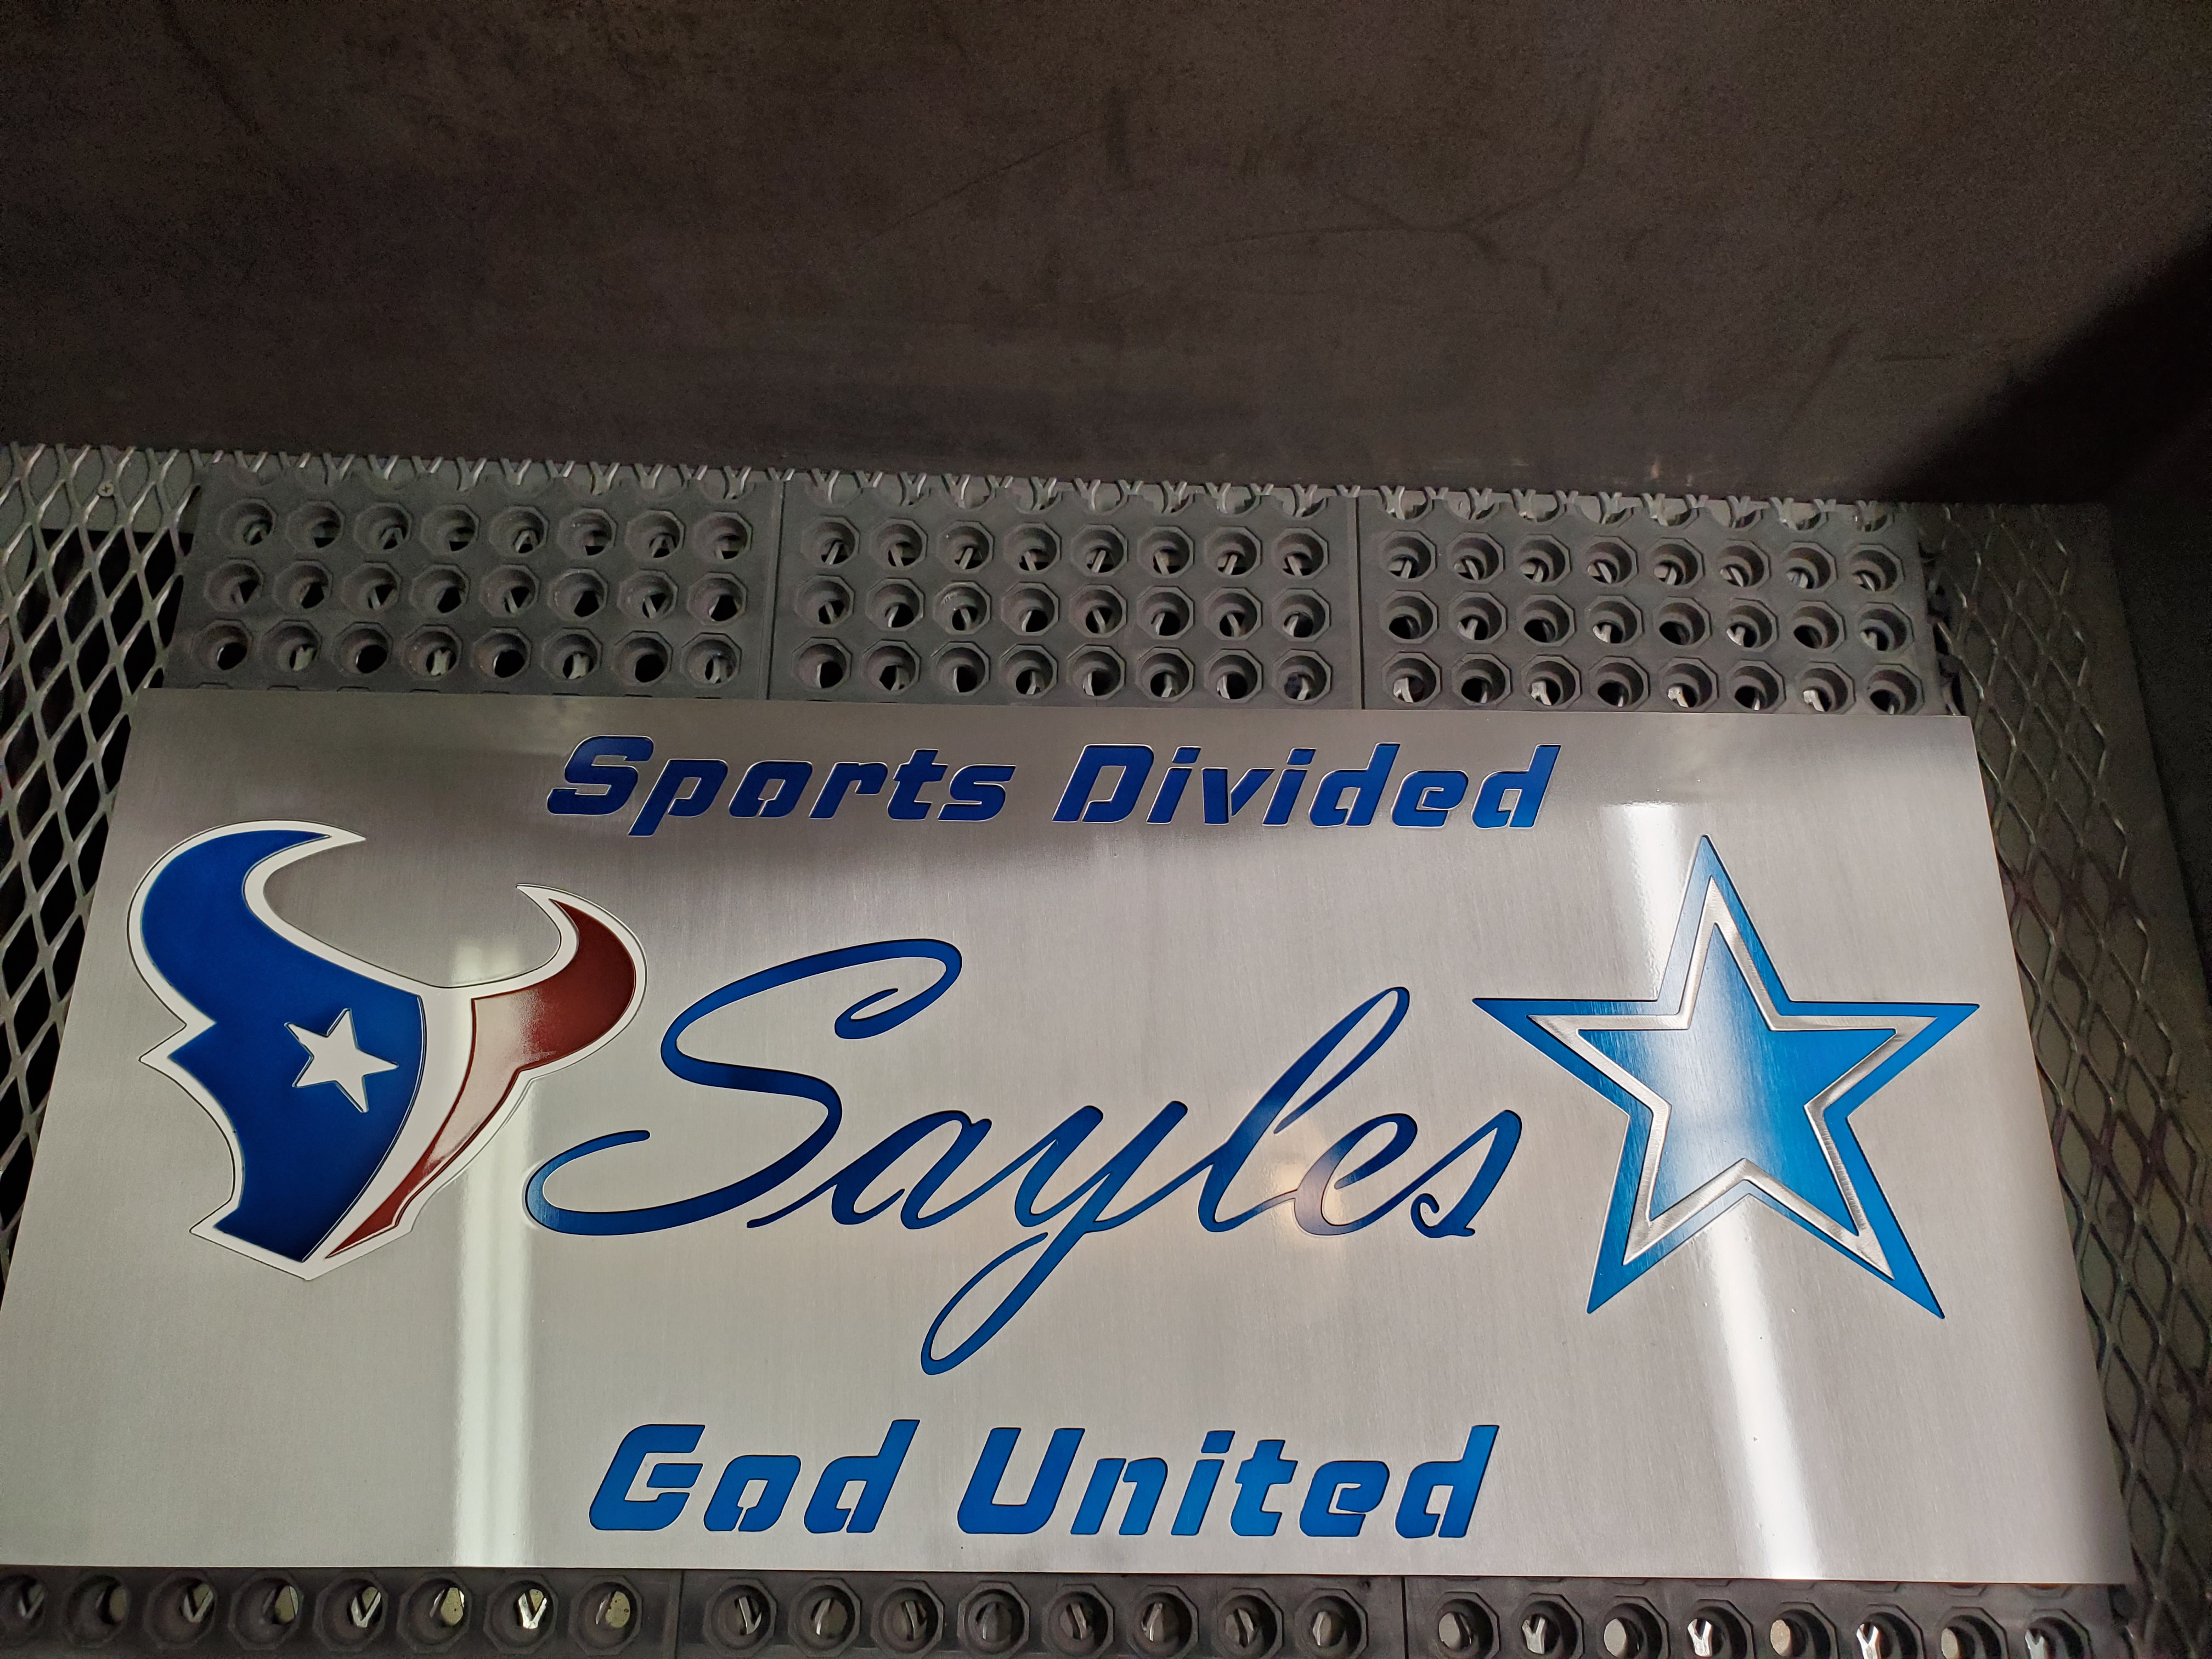 Sports Divided
Sayles
God United